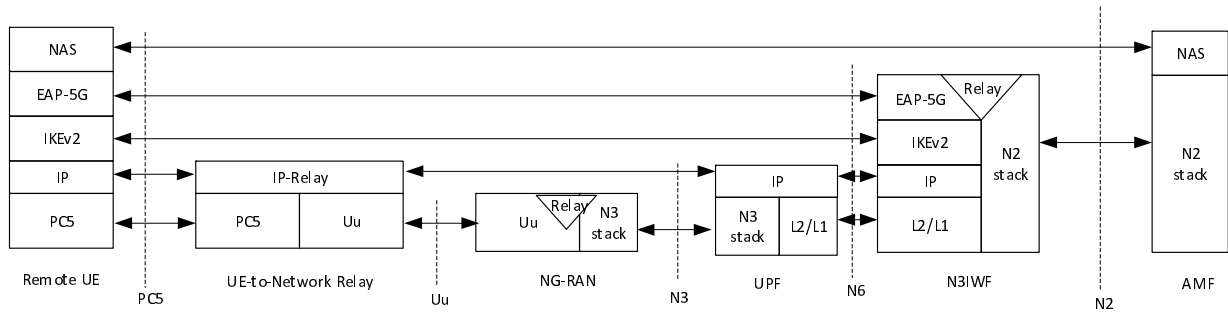 NAS
EAP-5G
IKEv2
IP
PC5
Remote UE
PC5
IP-Relay
PC5
Uu
UE-to-Network Relay
Uu
Relay
Uu
N3
stack
NG-RAN
N3
IP
N3
stack
L2/L1
UPF
N6
EAP-5G
Relay
IKEv2
IP
L2/L1
N2
stack
N3IWF
N2
NAS
N2
stack
AMF